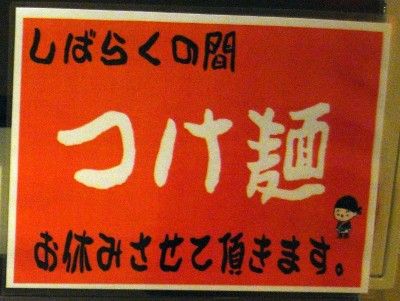 しばらくの間
つけ麺
お休みさせて頂きます。